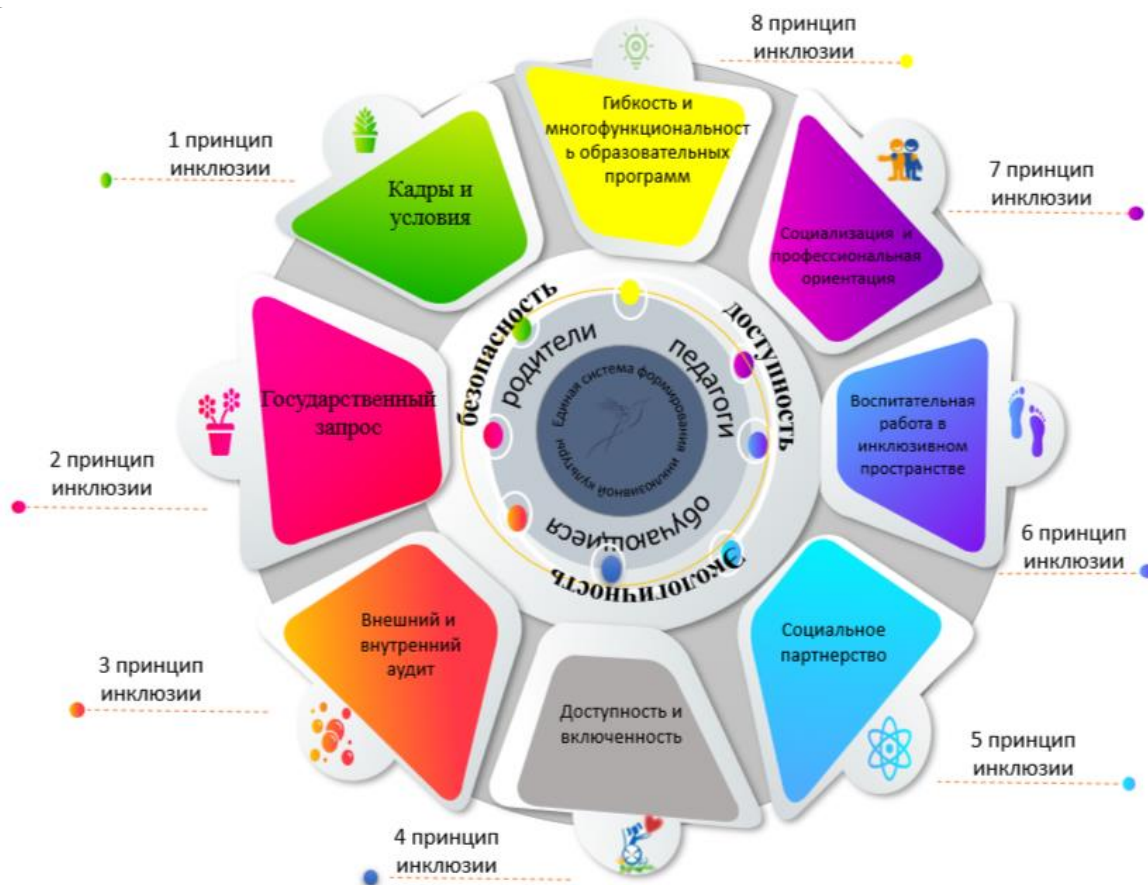 8 принцип
инклюзии
1 принцип
инклюзии
7 принцип
инклюзии
2 принцип
инклюзии
6 принцип
инклюзии
3 принцип
инклюзии
5 принцип
инклюзии
4 принцип
инклюзии
Гибкость и
многофункциональност
ь образовательных
программ
Кадры и
условия
Социализация и
профессиональная
ориентация
Государственный
запрос
Воспитательная
работа в
инклюзивном
пространстве
Внешний и
внутренний
аудит
Социальное
партнерство
Доступность и
включенность
безопасность
доступность
Экологичность
родители
педагоги
обучающиеся
Единая система формирования инклюзивной культуры